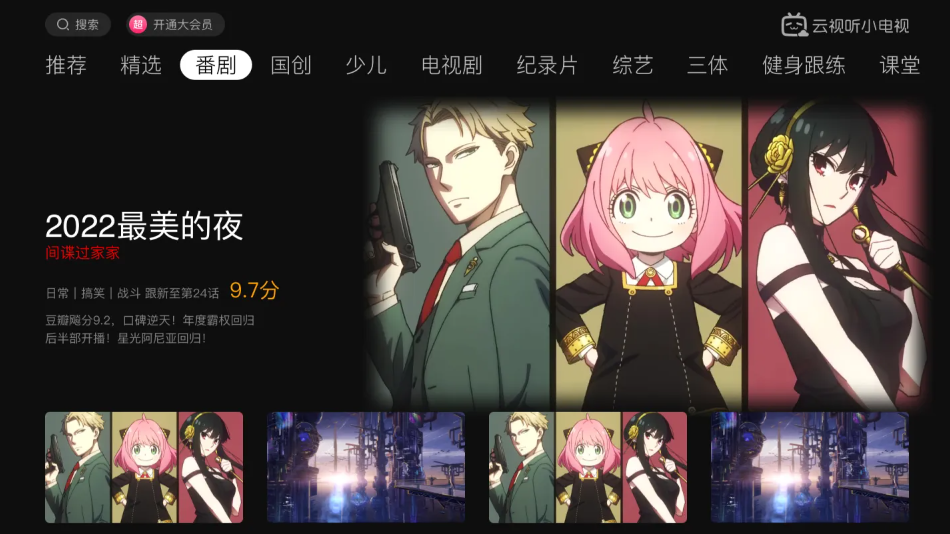 搜索
超 开通大会员
云视听小电视
推荐 精选 番剧 国创 少儿 电视剧 纪录片 综艺 三体 健身跟练 课堂
2022最美的夜
间谍过家家
日常｜搞笑｜战斗 跟新至第24话 9.7分
豆瓣飚分9.2，口碑逆天！年度霸权回归
后半部开播！星光阿尼亚回归！